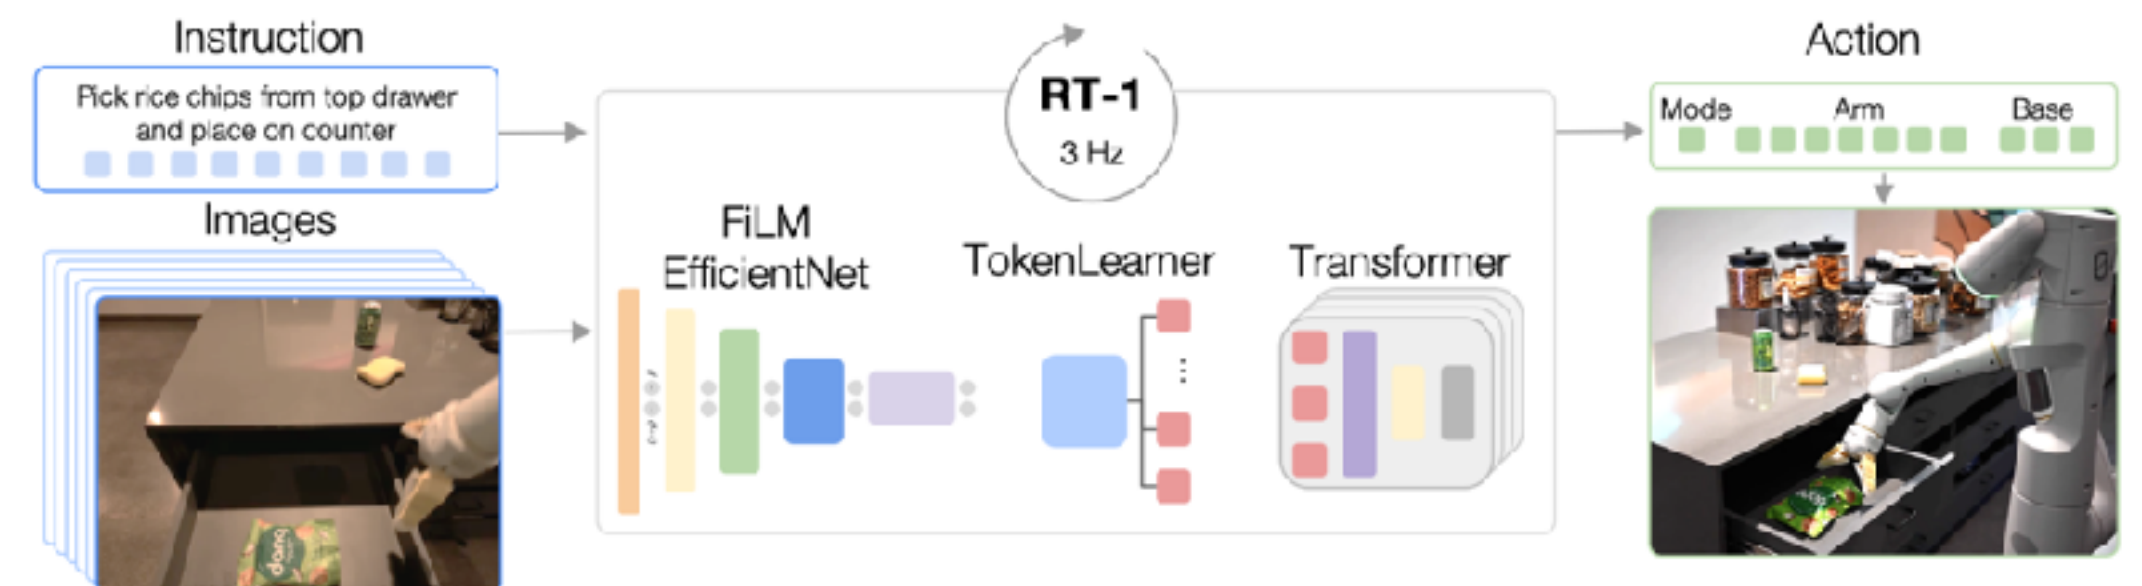 Instruction
Pick rice chips from top drawer
and place on counter
Images
RT-1
3 Hz
FiLM
EfficientNet
TokenLearner
Transformer
Action
Mode Arm Base